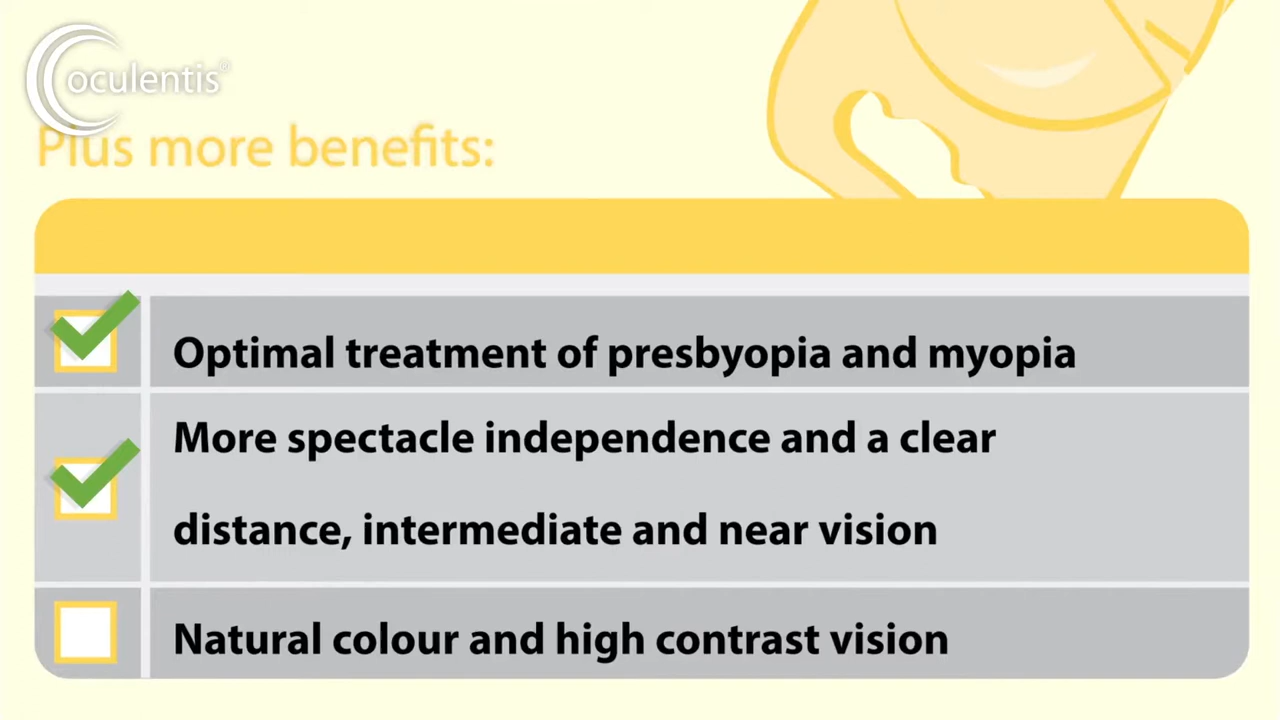 oculentis®
Plus more benefits:
Optimal treatment of presbyopia and myopia
More spectacle independence and a clear
distance, intermediate and near vision
Natural colour and high contrast vision